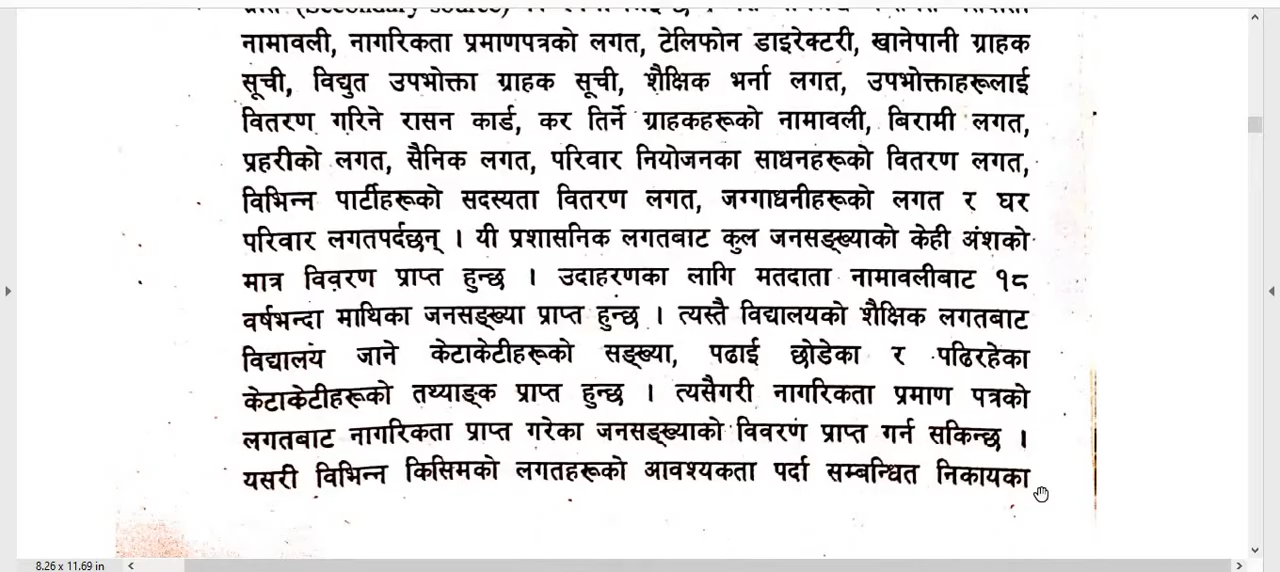 (Secondary source)
नामावली, नागरिकता प्रमाणपत्रको लगत, टेलिफोन डाइरेक्टरी, खानेपानी ग्राहक
सूची, विद्युत उपभोक्ता ग्राहक सूची, शैक्षिक भर्ना लगत, उपभोक्ताहरूलाई
वितरण गरिने रासन कार्ड, कर तिर्ने ग्राहकहरूको नामावली, बिरामी लगत,
प्रहरीको लगत, सैनिक लगत, परिवार नियोजनका साधनहरूको वितरण लगत,
विभिन्न पार्टीहरूको सदस्यता वितरण लगत, जग्गाधनीहरूको लगत र घर
परिवार लगतपर्दछन् । यी प्रशासनिक लगतबाट कुल जनसङ्ख्याको केही अंशको
मात्र विवरण प्राप्त हुन्छ । उदाहरणका लागि मतदाता नामावलीबाट १८
वर्षभन्दा माथिका जनसङ्ख्या प्राप्त हुन्छ । त्यस्तै विद्यालयको शैक्षिक लगतबाट
विद्यालय जाने केटाकेटीहरूको सङ्ख्या, पढाई छोडेका र पढिरहेका
केटाकेटीहरूको तथ्याङ्क प्राप्त हुन्छ । त्यसैगरी नागरिकता प्रमाण पत्रको
लगतबाट नागरिकता प्राप्त गरेका जनसङ्ख्याको विवरण प्राप्त गर्न सकिन्छ ।
यसरी विभिन्न किसिमको लगतहरूको आवश्यकता पर्दा सम्बन्धित निकायका
8.26 x 11.69 in